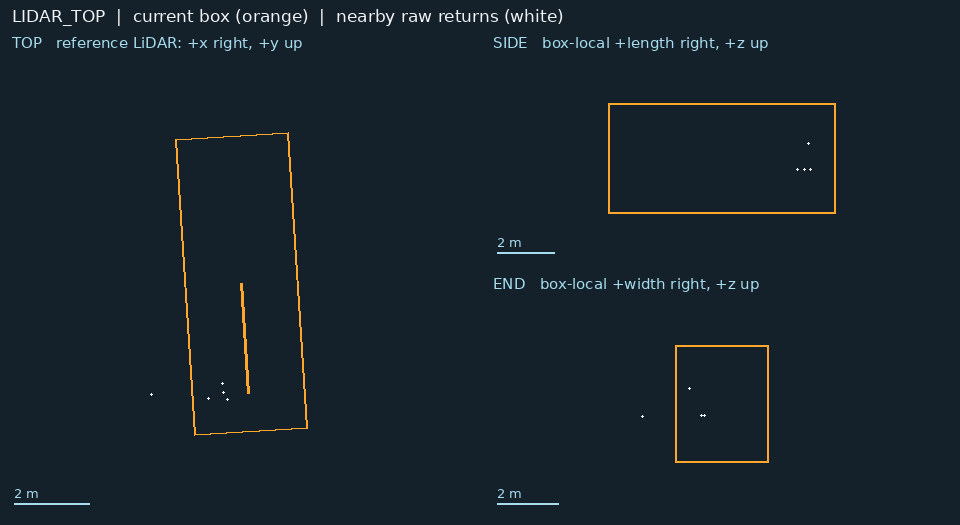 LIDAR_TOP | current box (orange) | nearby raw returns (white)
TOP reference LiDAR: +x right, +y up
SIDE box-local +length right, +z up
2 m
END box-local +width right, +z up
2 m
2 m